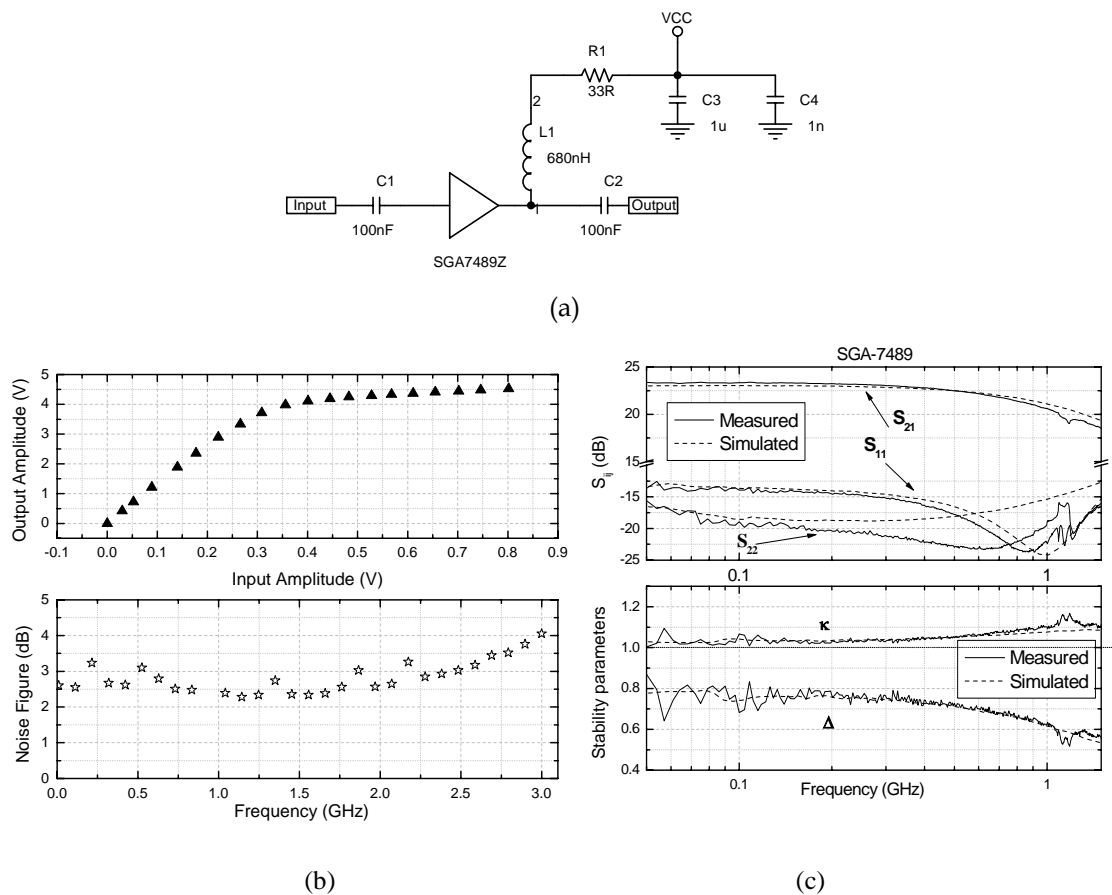 VCC
R1
33R
C3
1u
C4
1n
2
L1
680nH
C1
C2
Input
1
Output
100nF
100nF
SGA7489Z
(a)
Output Amplitude (V)
5
4
3
2
1
0
-0.1 0.0 0.1 0.2 0.3 0.4 0.5 0.6 0.7 0.8 0.9
Input Amplitude (V)
Noise Figure (dB)
5
4
3
2
1
0
0.0 0.5 1.0 1.5 2.0 2.5 3.0
Frequency (GHz)
(b)
SGA-7489
S_ij (dB)
25
20
15
-15
-20
-25
Measured
Simulated
S21
S11
S22
0.1 1
Stability parameters
1.2
1.0
0.8
0.6
0.4
κ
Measured
Simulated
Δ
0.1 1
Frequency (GHz)
(c)